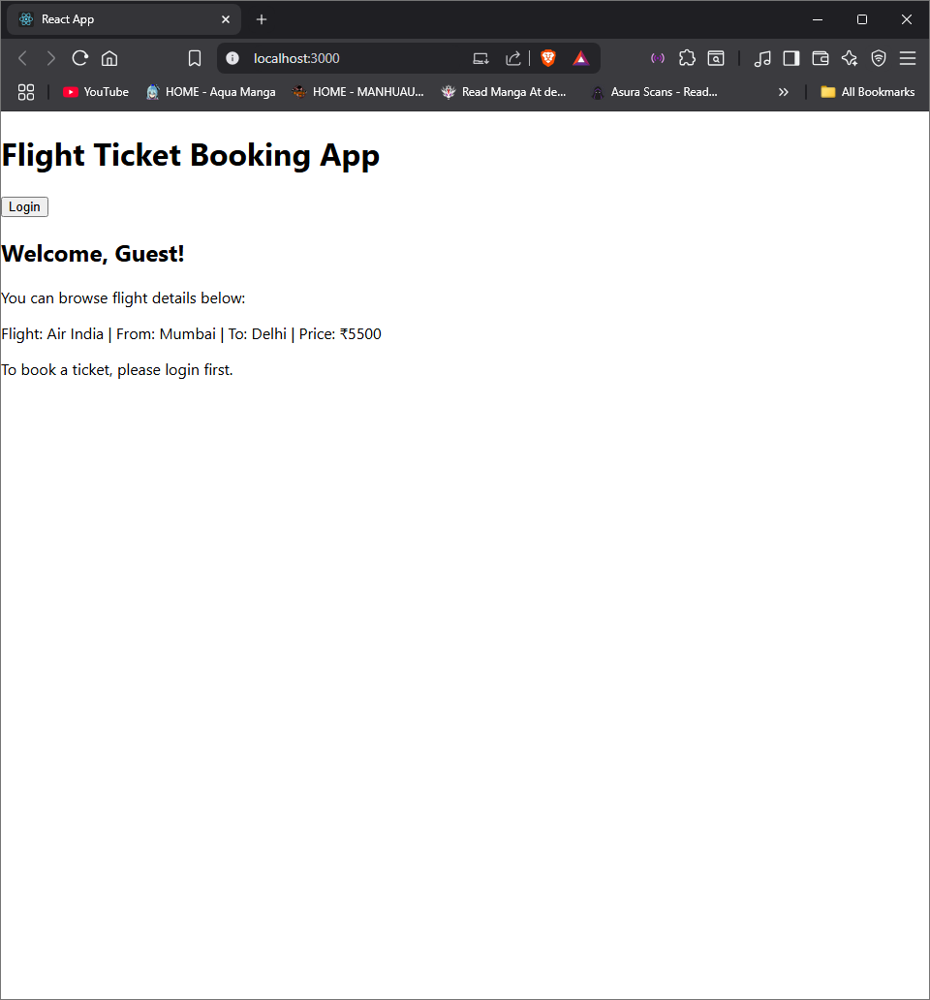 React App
localhost:3000
YouTube HOME - Aqua Manga HOME - MANHUAU... Read Manga At de... Asura Scans - Read... All Bookmarks
Flight Ticket Booking App
Login
Welcome, Guest!
You can browse flight details below:
Flight: Air India | From: Mumbai | To: Delhi | Price: ₹5500
To book a ticket, please login first.